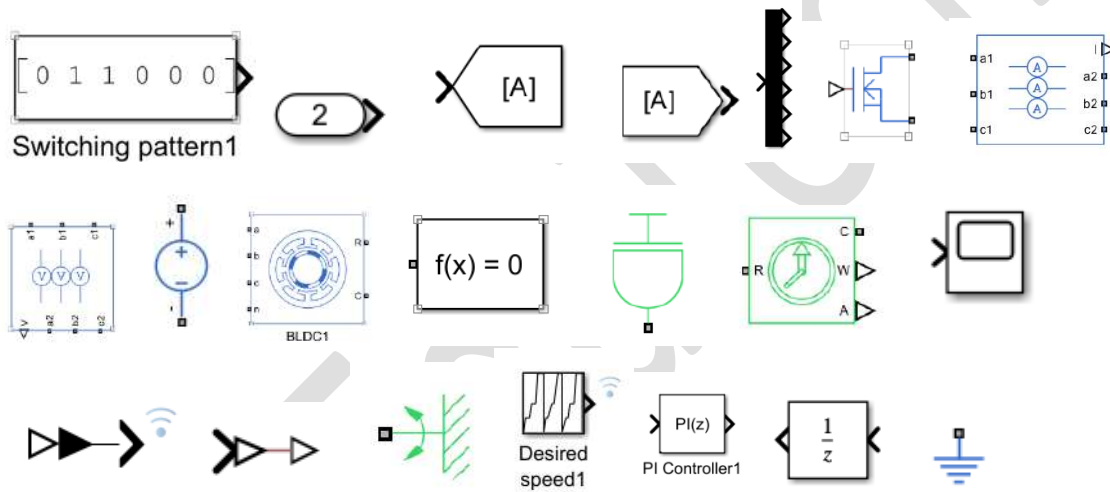 [0 1 1 0 0 0]
Switching pattern1
2
[A]
[A]
I
a1
a2
b1
b2
c1
c2
A
A
A
a1 b1 c1
V V V
V a2 b2 c2
+
+
−
-
a
b
c
n
R
C
BLDC1
f(x) = 0
R
C
W
A
Desired
speed1
PI(z)
PI Controller1
1
z